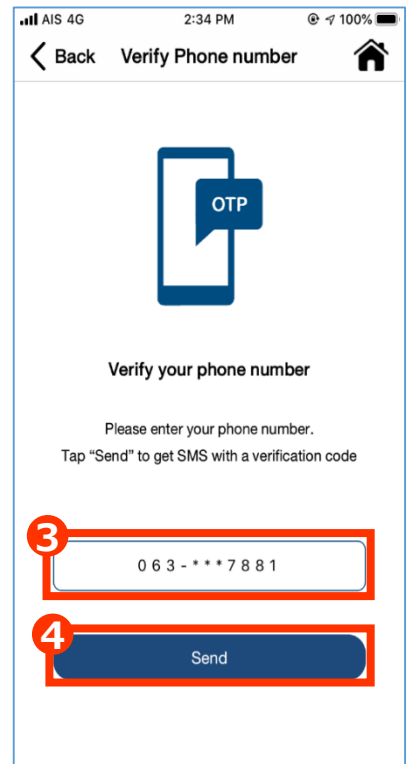 AIS 4G 2:34 PM 100%
Back Verify Phone number
OTP
Verify your phone number
Please enter your phone number.
Tap “Send” to get SMS with a verification code
3
063-***7881
4
Send